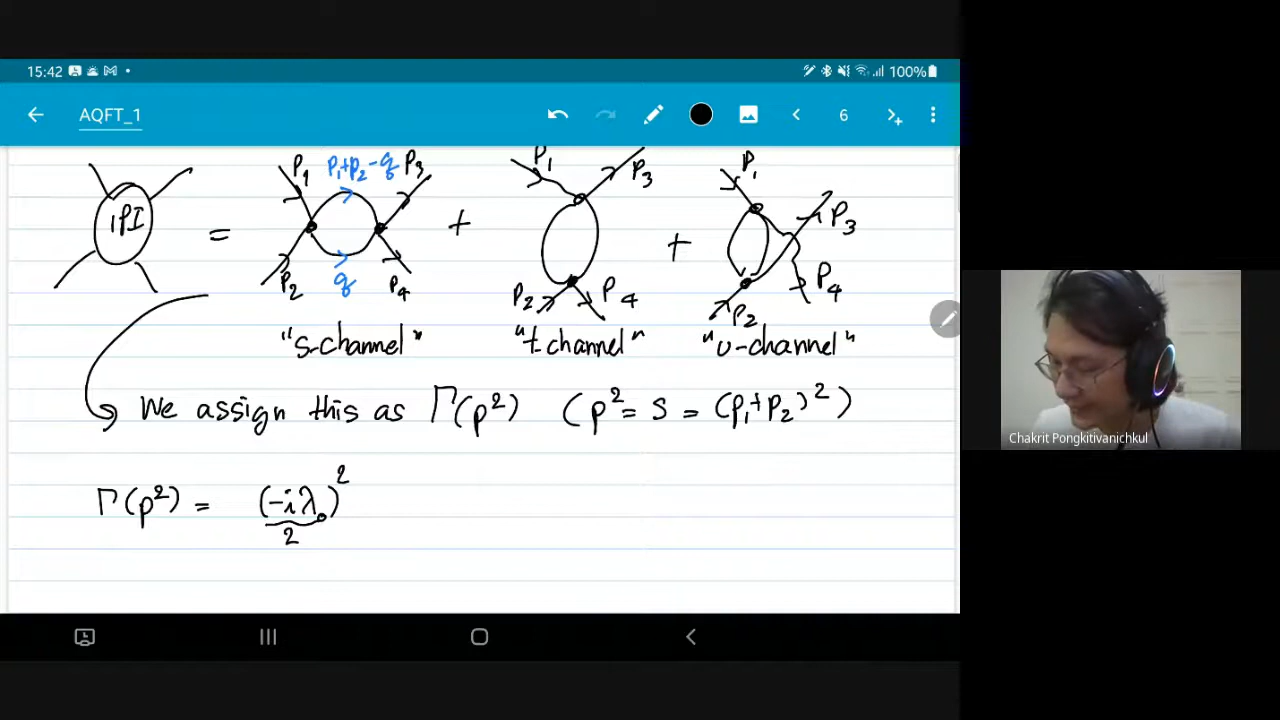 15:42 100%
AQFT_1 6
P₁ P₁+P₂-q P₃ P₁ P₃ P₁ P₃
1PI = + +
P₂ q P₄ P₂ P₄ P₂ P₄
"s-channel" "t-channel" "u-channel"
We assign this as Γ(p²) (p² = S = (P₁+P₂)²)
Γ(p²) = (-iλ₀)²
2
Chakrit Pongkitivanichkul